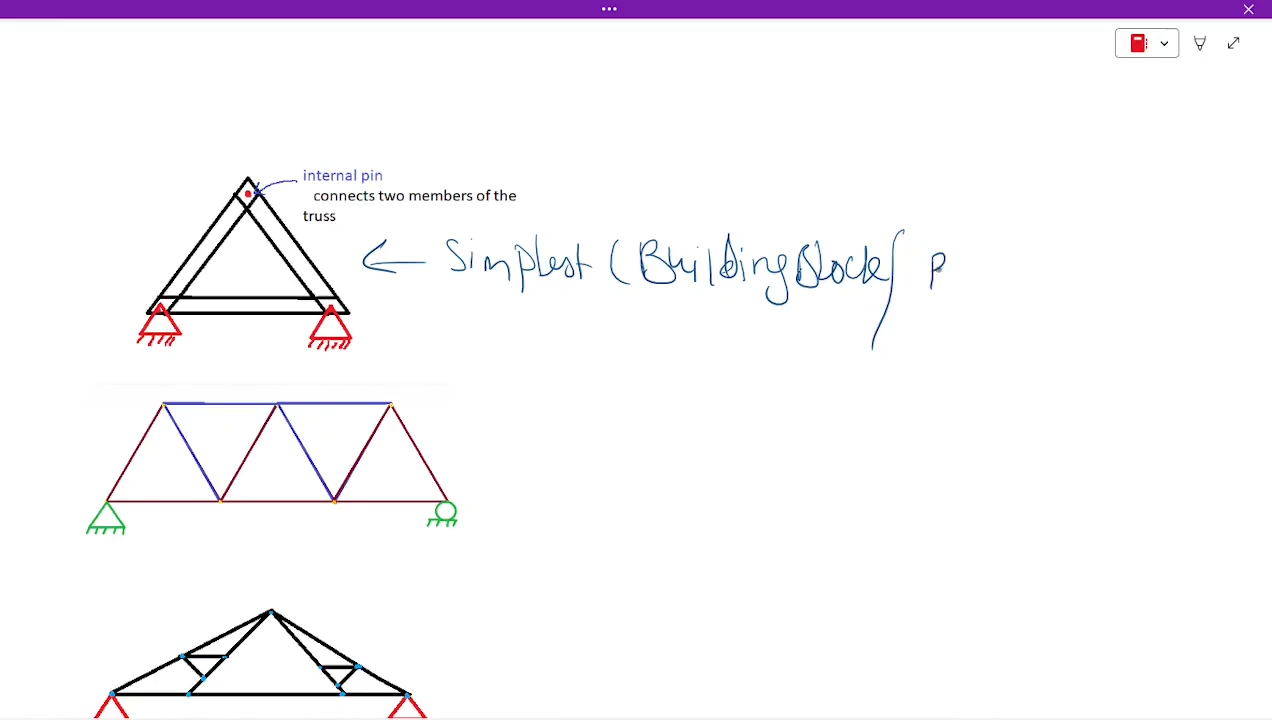 internal pin
connects two members of the
truss
← Simplest (Building Block) P